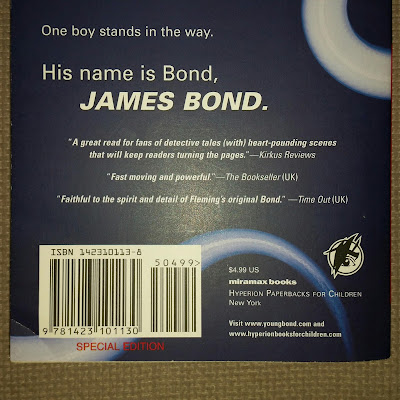 One boy stands in the way.
His name is Bond,
JAMES BOND.
"A great read for fans of detective tales (with) heart-pounding scenes
that will keep readers turning the pages."—Kirkus Reviews
"Fast moving and powerful."—The Bookseller (UK)
"Faithful to the spirit and detail of Fleming's original Bond." —Time Out (UK)
ISBN 142310113-8
50499>
9 781423 101130
SPECIAL EDITION
$4.99 US
miramax books
HYPERION PAPERBACKS FOR CHILDREN
New York
Visit www.youngbond.com and
www.hyperionbooksforchildren.com